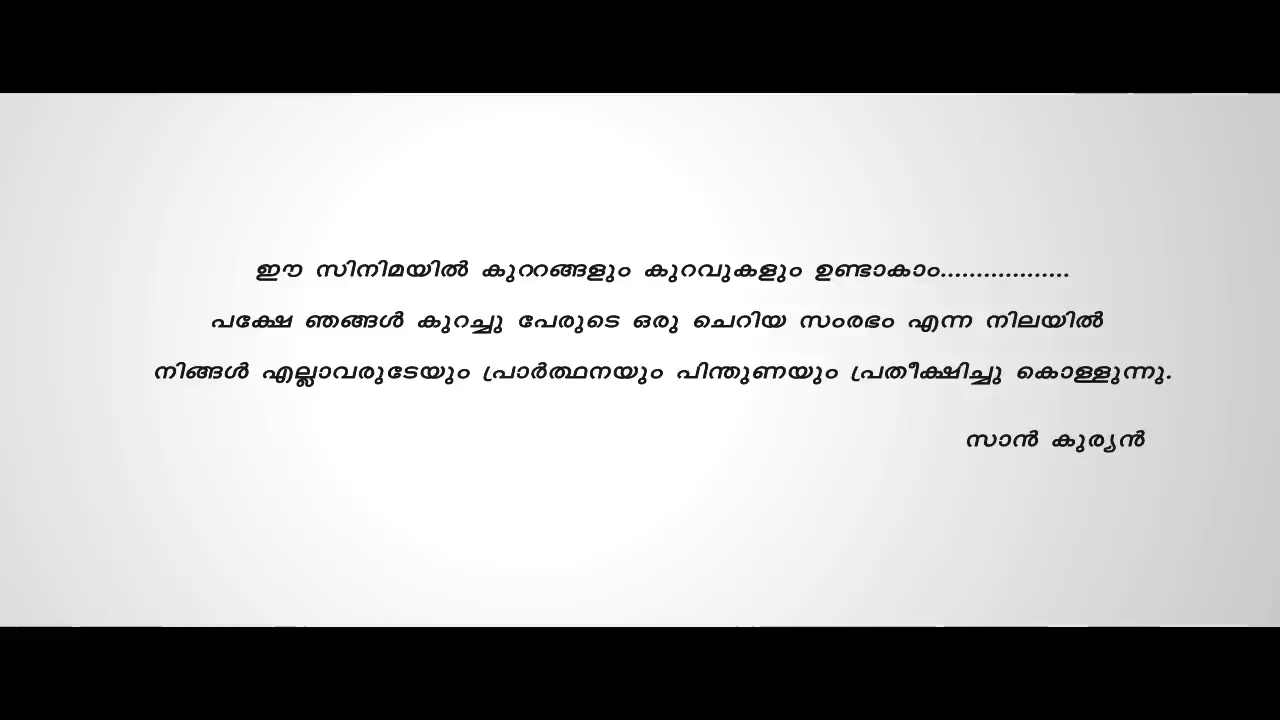 ഈ സിനിമയിൽ കുററങ്ങളും കുറവുകളും ഉണ്ടാകാം..................
പക്ഷേ ഞങ്ങൾ കുറച്ചു പേരുടെ ഒരു ചെറിയ സംരഭം എന്ന നിലയിൽ
നിങ്ങൾ എല്ലാവരുടേയും പ്രാർത്ഥനയും പിന്തുണയും പ്രതീക്ഷിച്ചു കൊള്ളുന്നു.
സാൻ കുര്യൻ